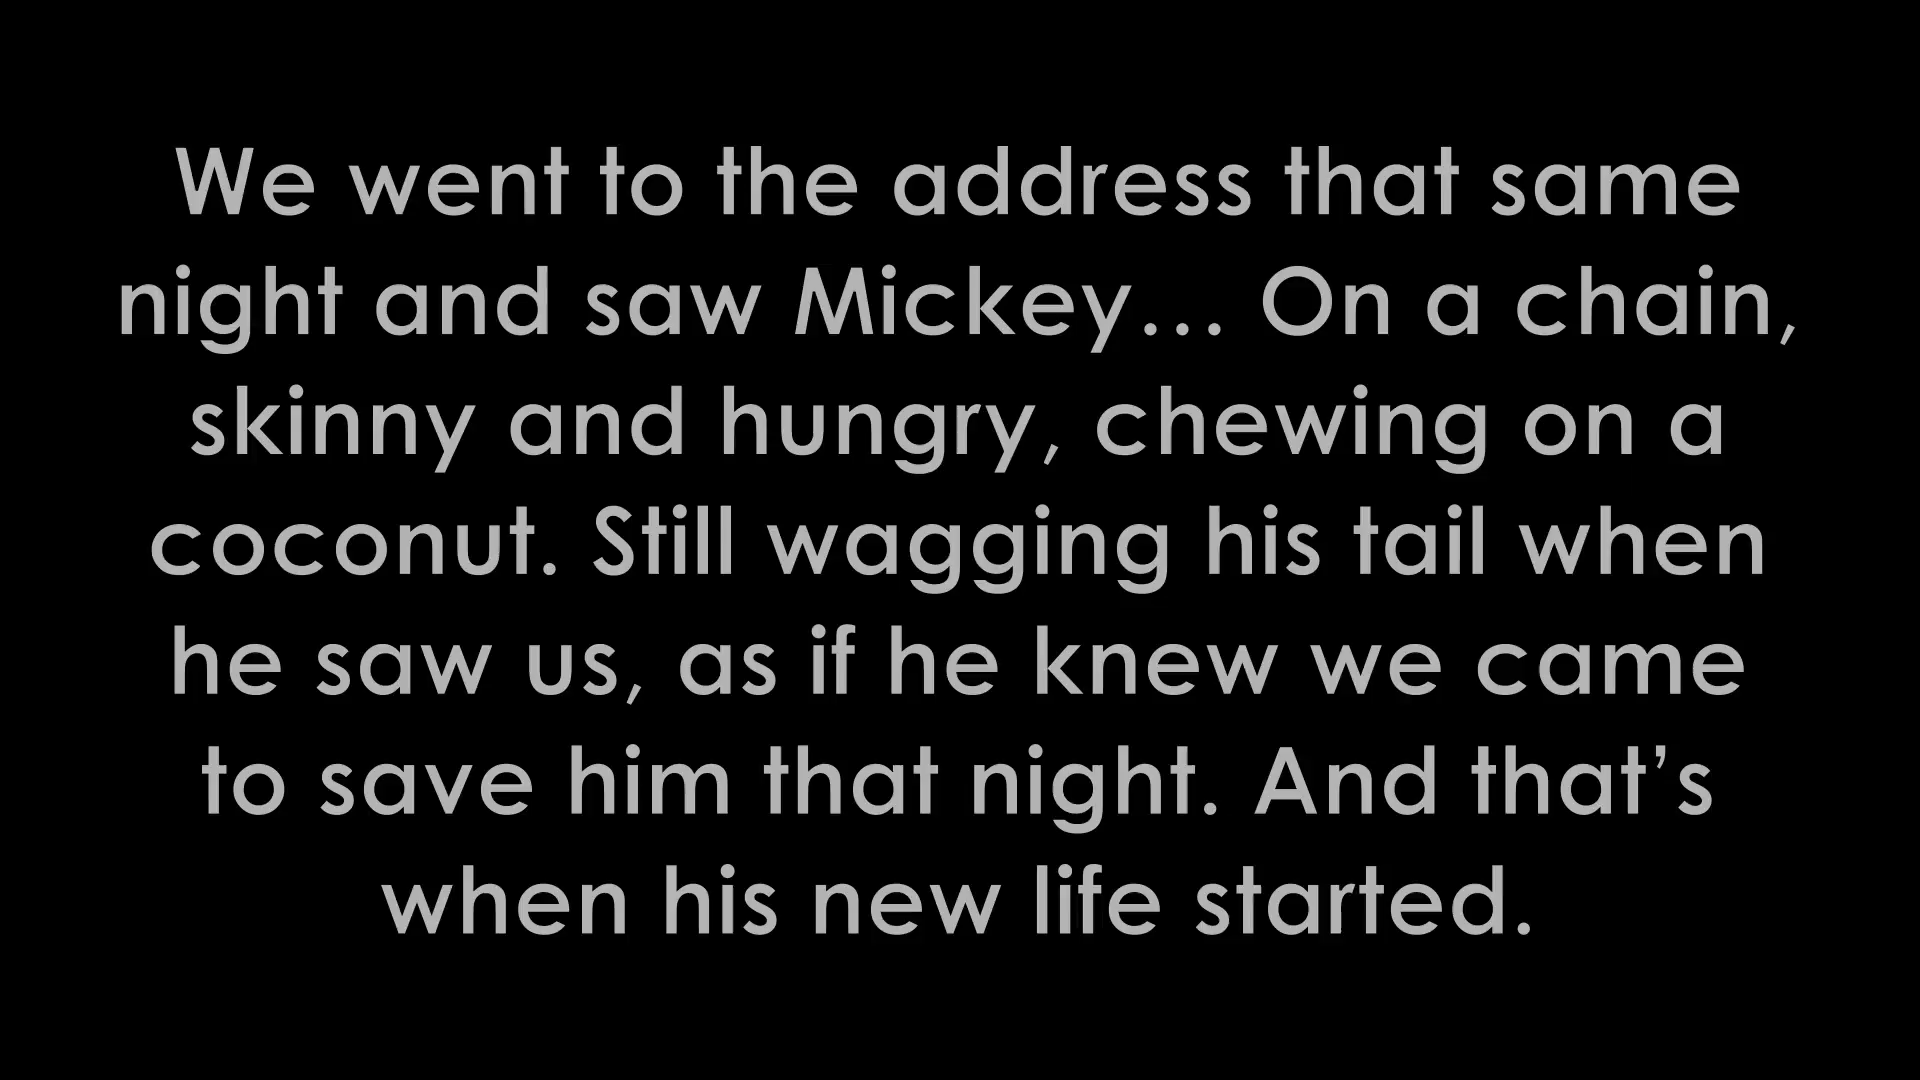 We went to the address that same
night and saw Mickey... On a chain,
skinny and hungry, chewing on a
coconut. Still wagging his tail when
he saw us, as if he knew we came
to save him that night. And that’s
when his new life started.